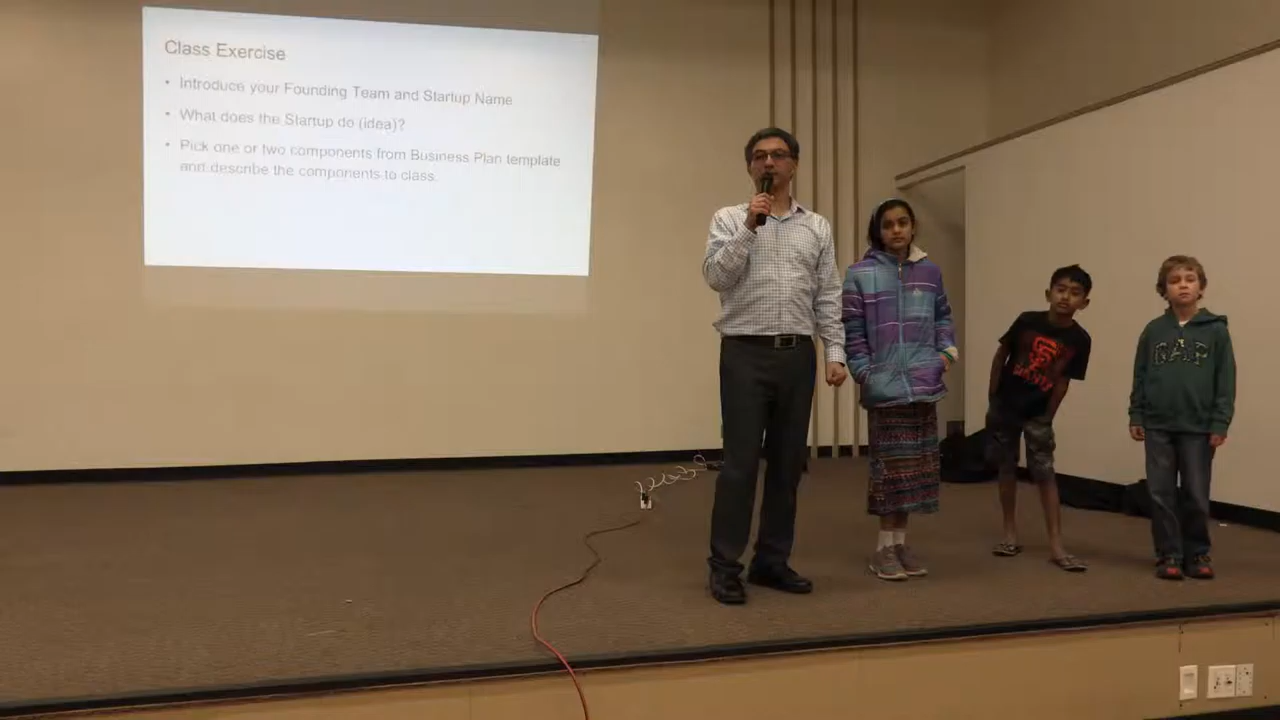 Class Exercise
• Introduce your Founding Team and Startup Name
• What does the Startup do (idea)?
• Pick one or two components from Business Plan template
and describe the components to class.
GAP